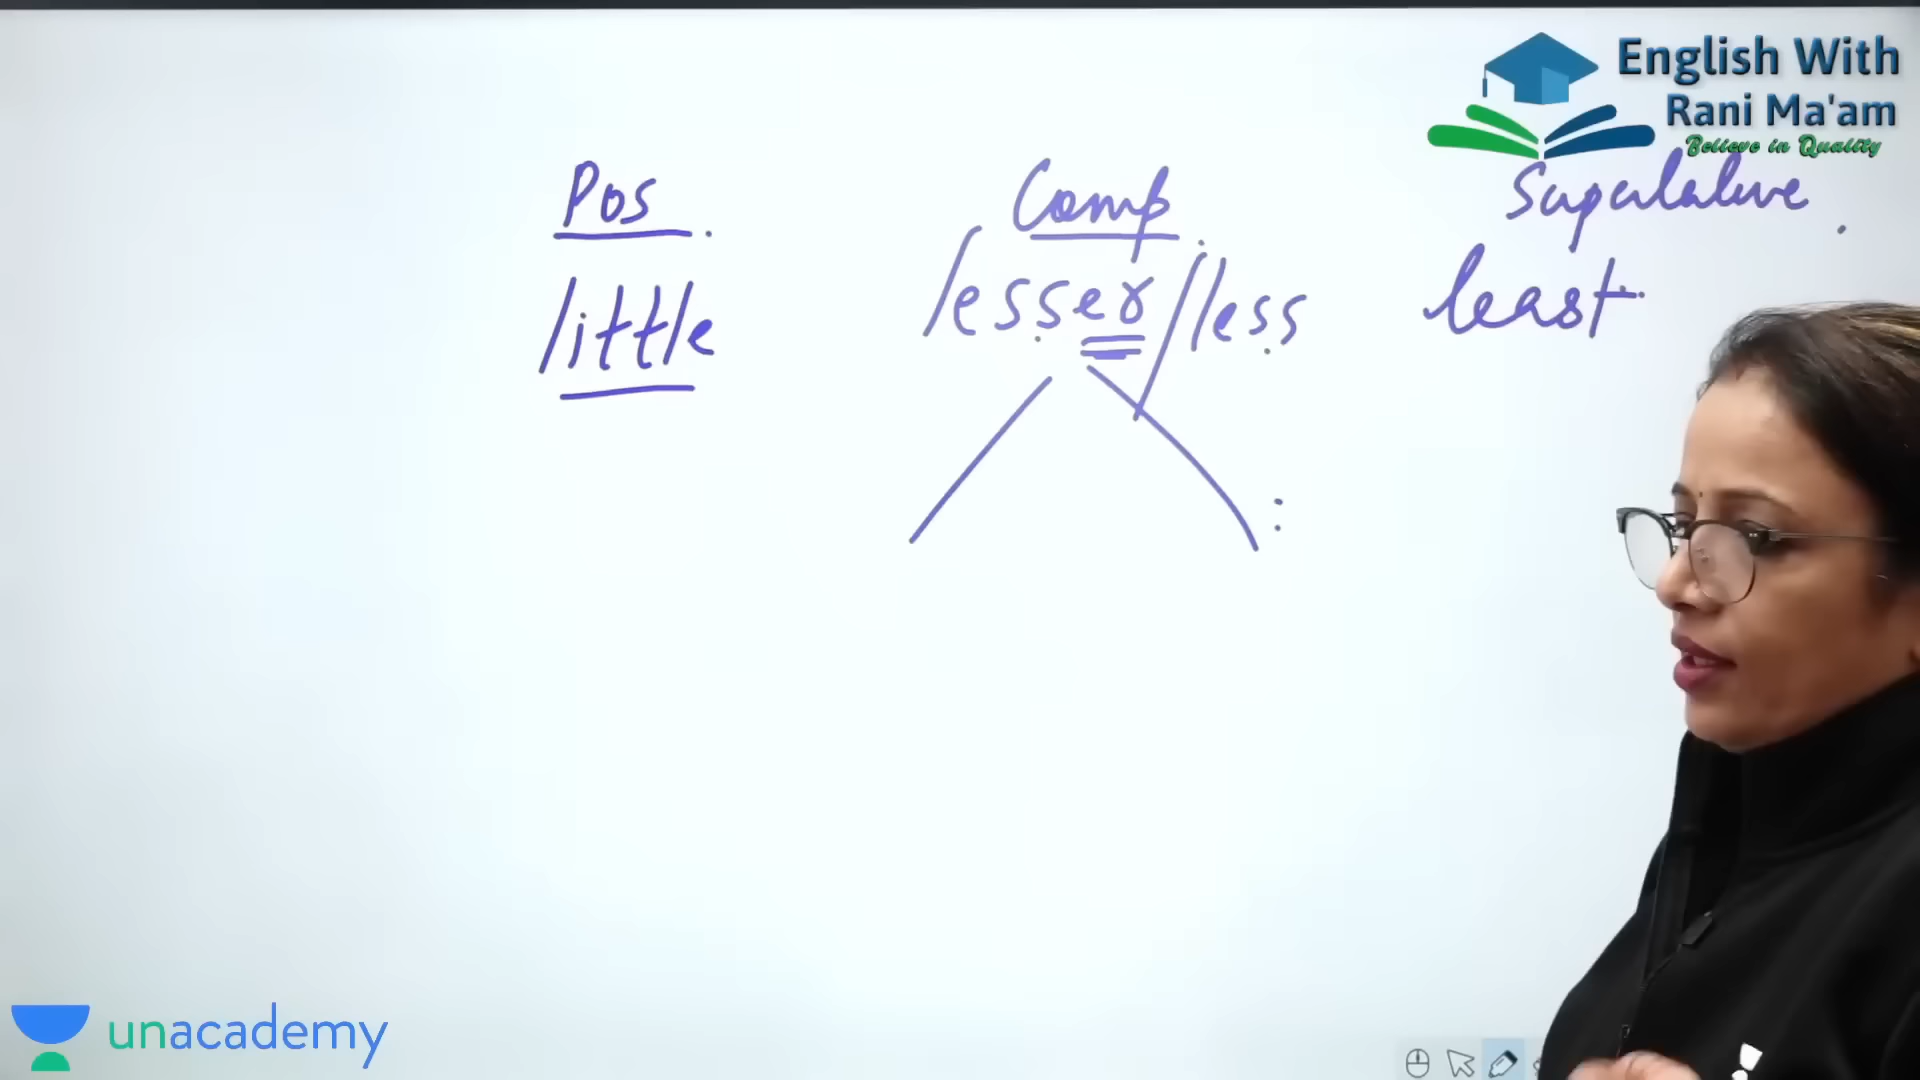 English With
Rani Ma'am
Believe in Quality
Pos. Comp. Superlative.
little lesser / less least
:
unacademy